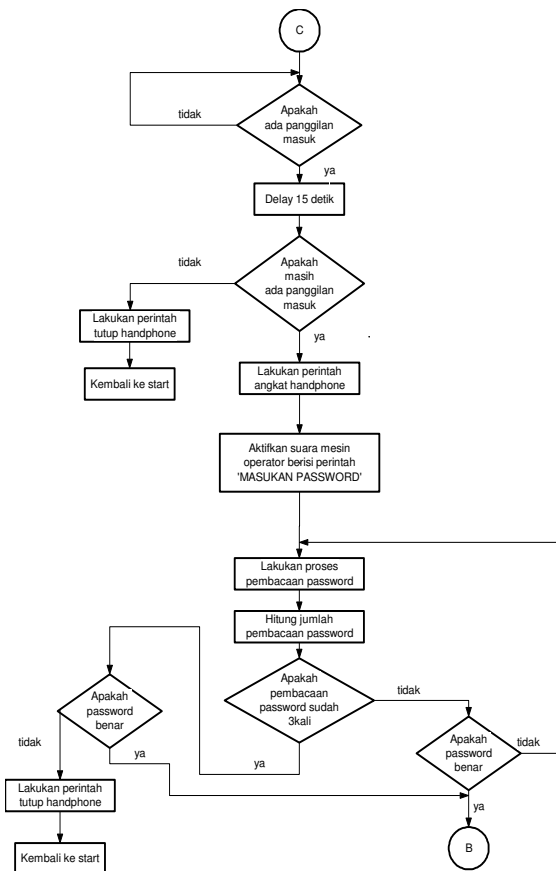 C
tidak
Apakah
ada panggilan
masuk
ya
Delay 15 detik
tidak
Apakah
masih
ada panggilan
masuk
Lakukan perintah
tutup handphone
ya
Kembali ke start
Lakukan perintah
angkat handphone
Aktifkan suara mesin
operator berisi perintah
'MASUKAN PASSWORD'
Lakukan proses
pembacaan password
Hitung jumlah
pembacaan password
Apakah
pembacaan
password sudah
3kali
tidak
ya
Apakah
password
benar
tidak
ya
Apakah
password
benar
tidak
ya
Lakukan perintah
tutup handphone
Kembali ke start
B